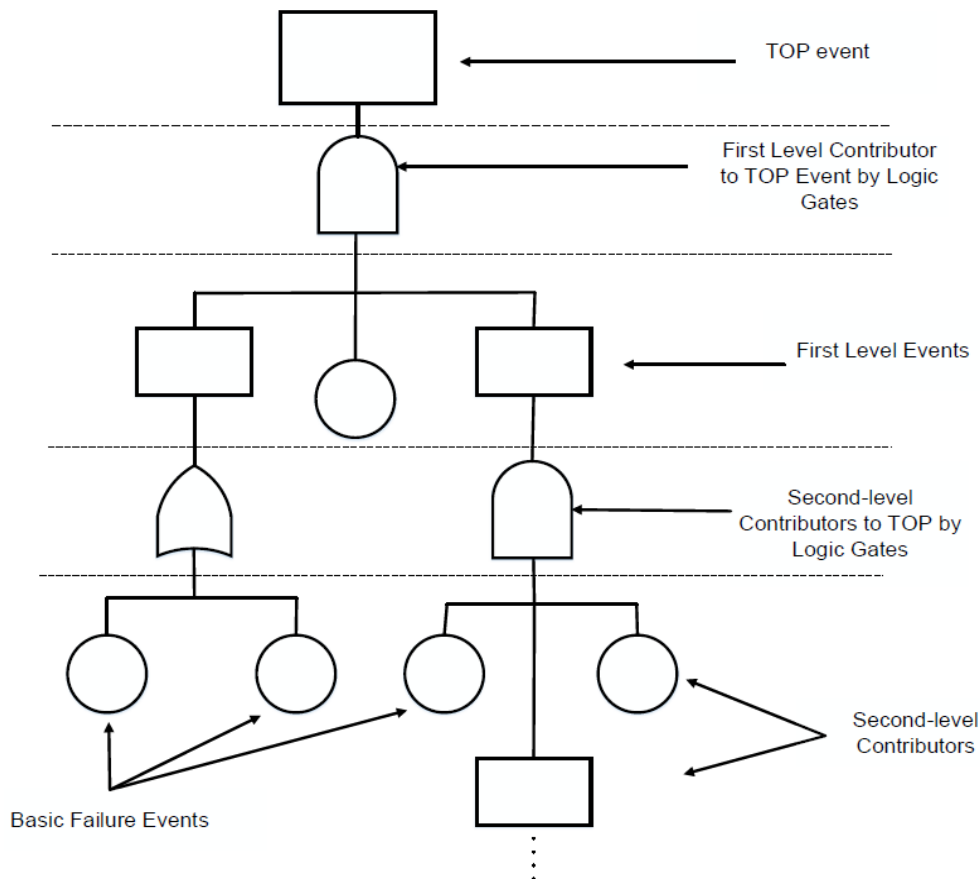 TOP event
First Level Contributor
to TOP Event by Logic
Gates
First Level Events
Second-level
Contributors to TOP by
Logic Gates
Second-level
Contributors
Basic Failure Events